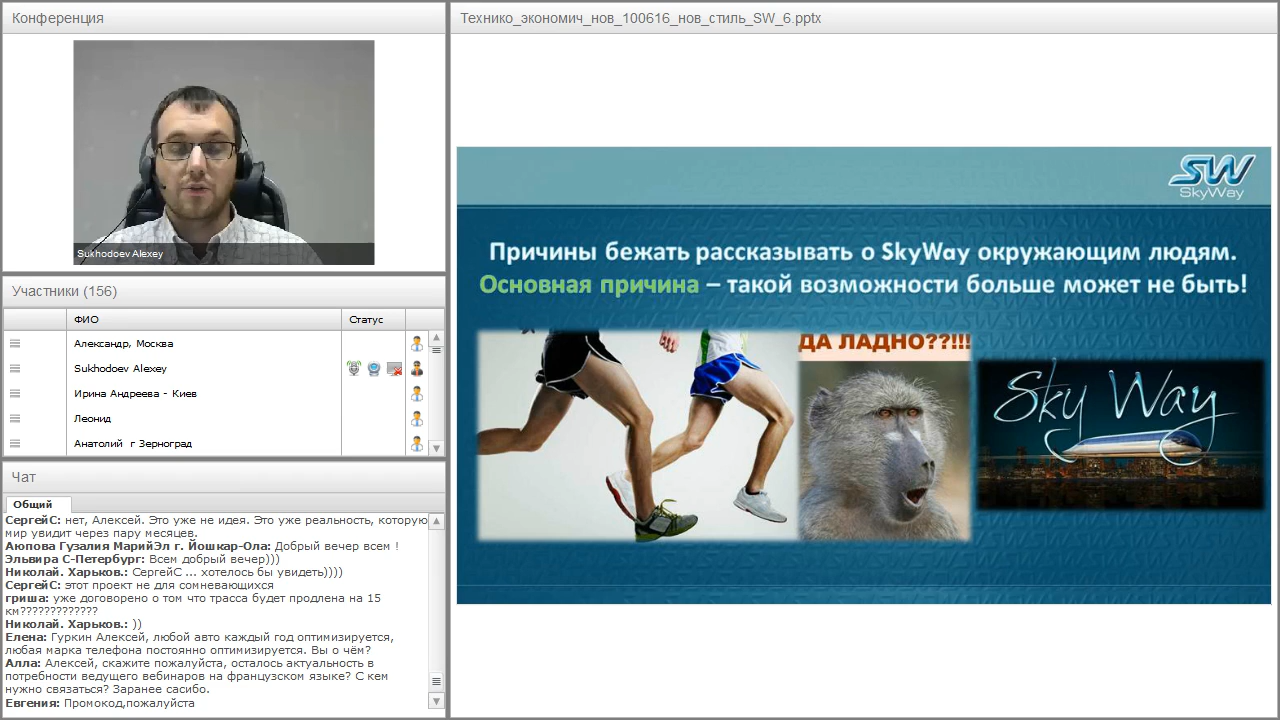 Конференция
Sukhodoev Alexey
Участники (156)
ФИО
Статус
Александр, Москва
Sukhodoev Alexey
Ирина Андреева - Киев
Леонид
Анатолий г Зерноград
Чат
Общий
СергейС: нет, Алексей. Это уже не идея. Это уже реальность, которую
мир увидит через пару месяцев.
Аюпова Гузалия МарийЭл г. Йошкар-Ола: Добрый вечер всем !
Эльвира С-Петербург: Всем добрый вечер)))
Николай. Харьков.: СергейС ... хотелось бы увидеть))))
СергейС: этот проект не для сомневающихся
гриша: уже договорено о том что трасса будет продлена на 15
км?????????????
Николай. Харьков.: ))
Елена: Гуркин Алексей, любой авто каждый год оптимизируется,
любая марка телефона постоянно оптимизируется. Вы о чём?
Алла: Алексей, скажите пожалуйста, осталось актуальность в
потребности ведущего вебинаров на французском языке? С кем
нужно связаться? Заранее сасибо.
Евгения: Промокод,пожалуйста
Технико_экономич_нов_100616_нов_стиль_SW_6.pptx
SW
SkyWay
Причины бежать рассказывать о SkyWay окружающим людям.
Основная причина – такой возможности больше может не быть!
ДА ЛАДНО??!!!
Sky Way